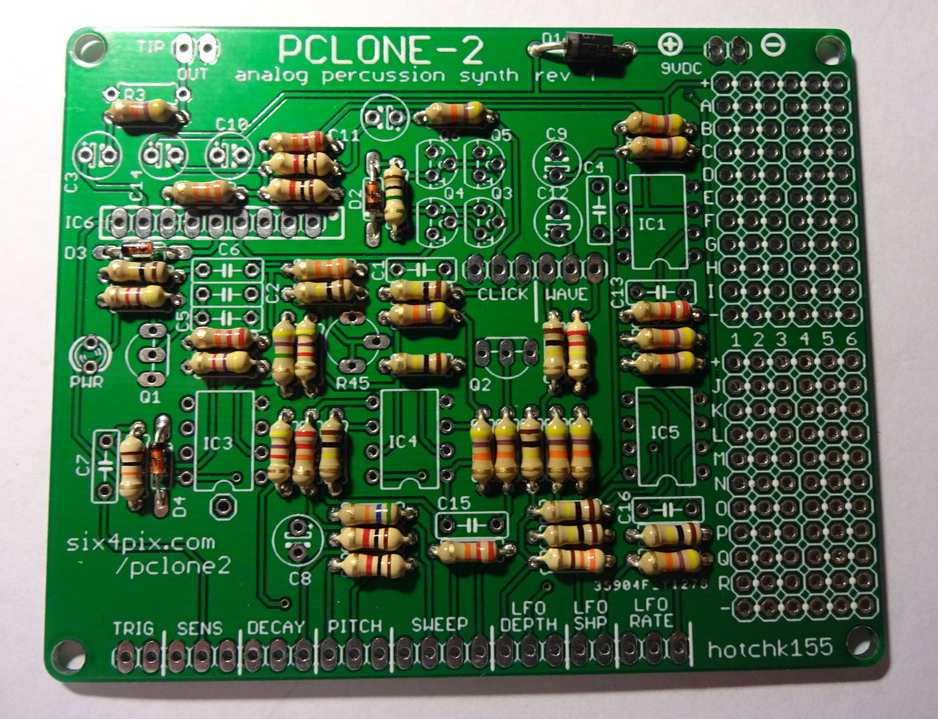 TIP
OUT
PCLONE-2
analog percussion synth rev
D1
+ -
9VDC
R3
C10
C11
C9
C3
C14
D2
Q6 Q5
Q4 Q3
C12
C4
IC1
IC6
D3
C6
C5
C2
C1
CLICK | WAVE
C13
PWR
Q1
R45
Q2
IC3
IC4
IC5
C7
D4
C8
C15
C16
+
A
B
C
D
E
F
G
H
I
-
1 2 3 4 5 6
+
J
K
L
M
N
O
P
Q
R
-
six4pix.com
/pclone2
TRIG | SENS | DECAY | PITCH | SWEEP | LFO DEPTH | LFO SHP | LFO RATE
hotchk155